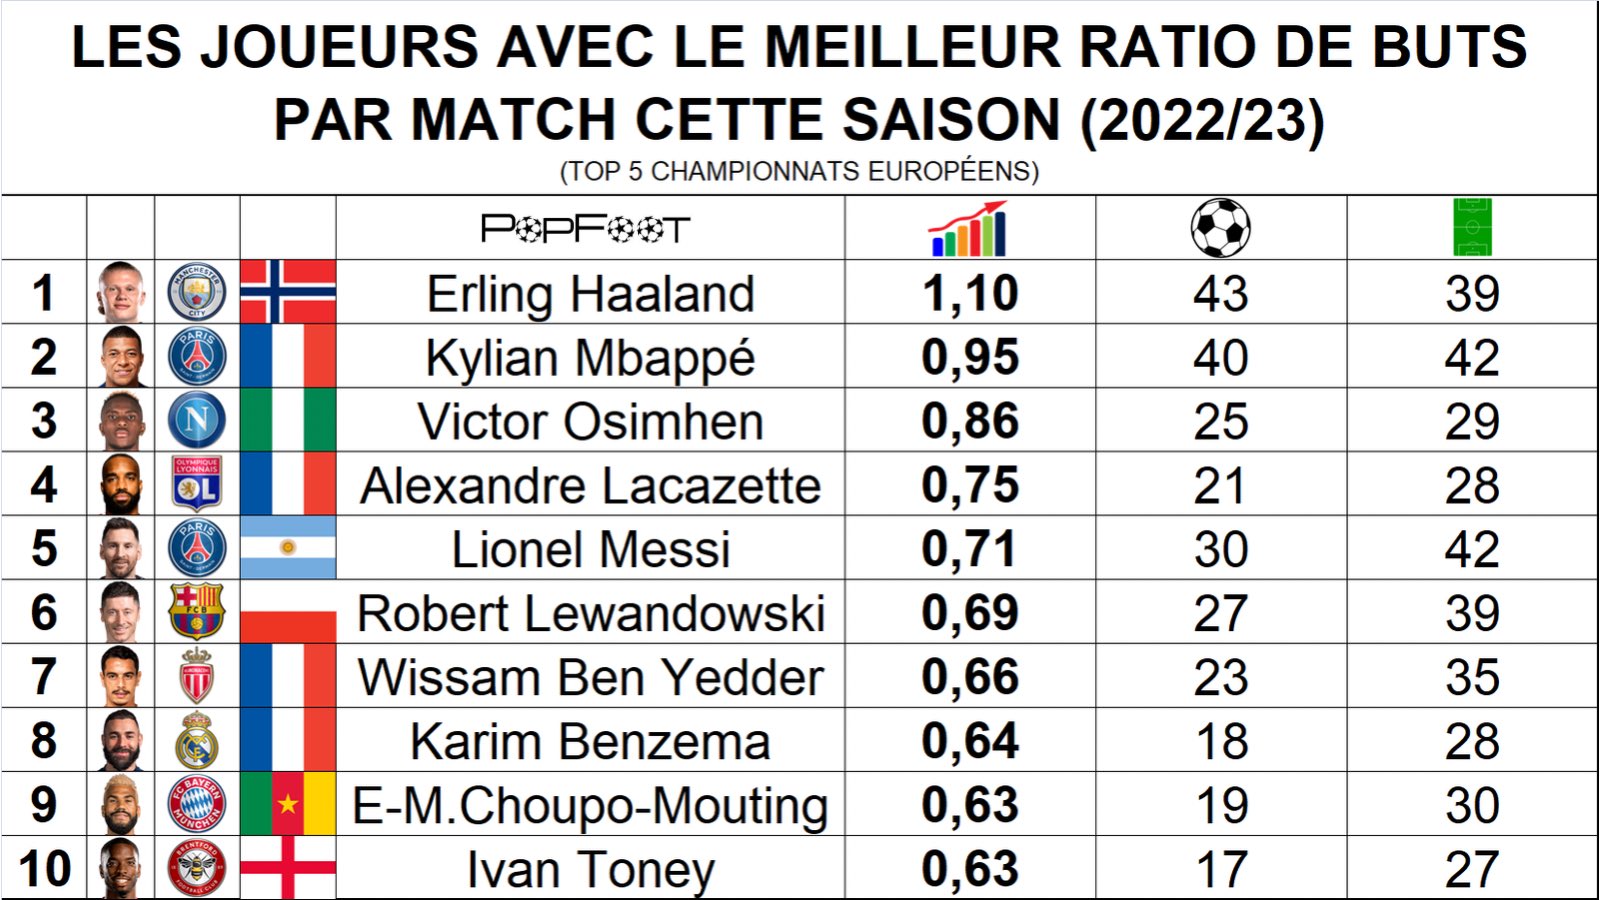 LES JOUEURS AVEC LE MEILLEUR RATIO DE BUTS
PAR MATCH CETTE SAISON (2022/23)
(TOP 5 CHAMPIONNATS EUROPÉENS)
POPFOOT
1 MANCHESTER CITY Erling Haaland 1,10 43 39
2 PARIS SAINT-GERMAIN Kylian Mbappé 0,95 40 42
3 N Victor Osimhen 0,86 25 29
4 OLYMPIQUE LYONNAIS OL Alexandre Lacazette 0,75 21 28
5 PARIS SAINT-GERMAIN Lionel Messi 0,71 30 42
6 FCB Robert Lewandowski 0,69 27 39
7 Wissam Ben Yedder 0,66 23 35
8 Karim Benzema 0,64 18 28
9 FC BAYERN MÜNCHEN E-M.Choupo-Mouting 0,63 19 30
10 BRENTFORD FOOTBALL CLUB Ivan Toney 0,63 17 27